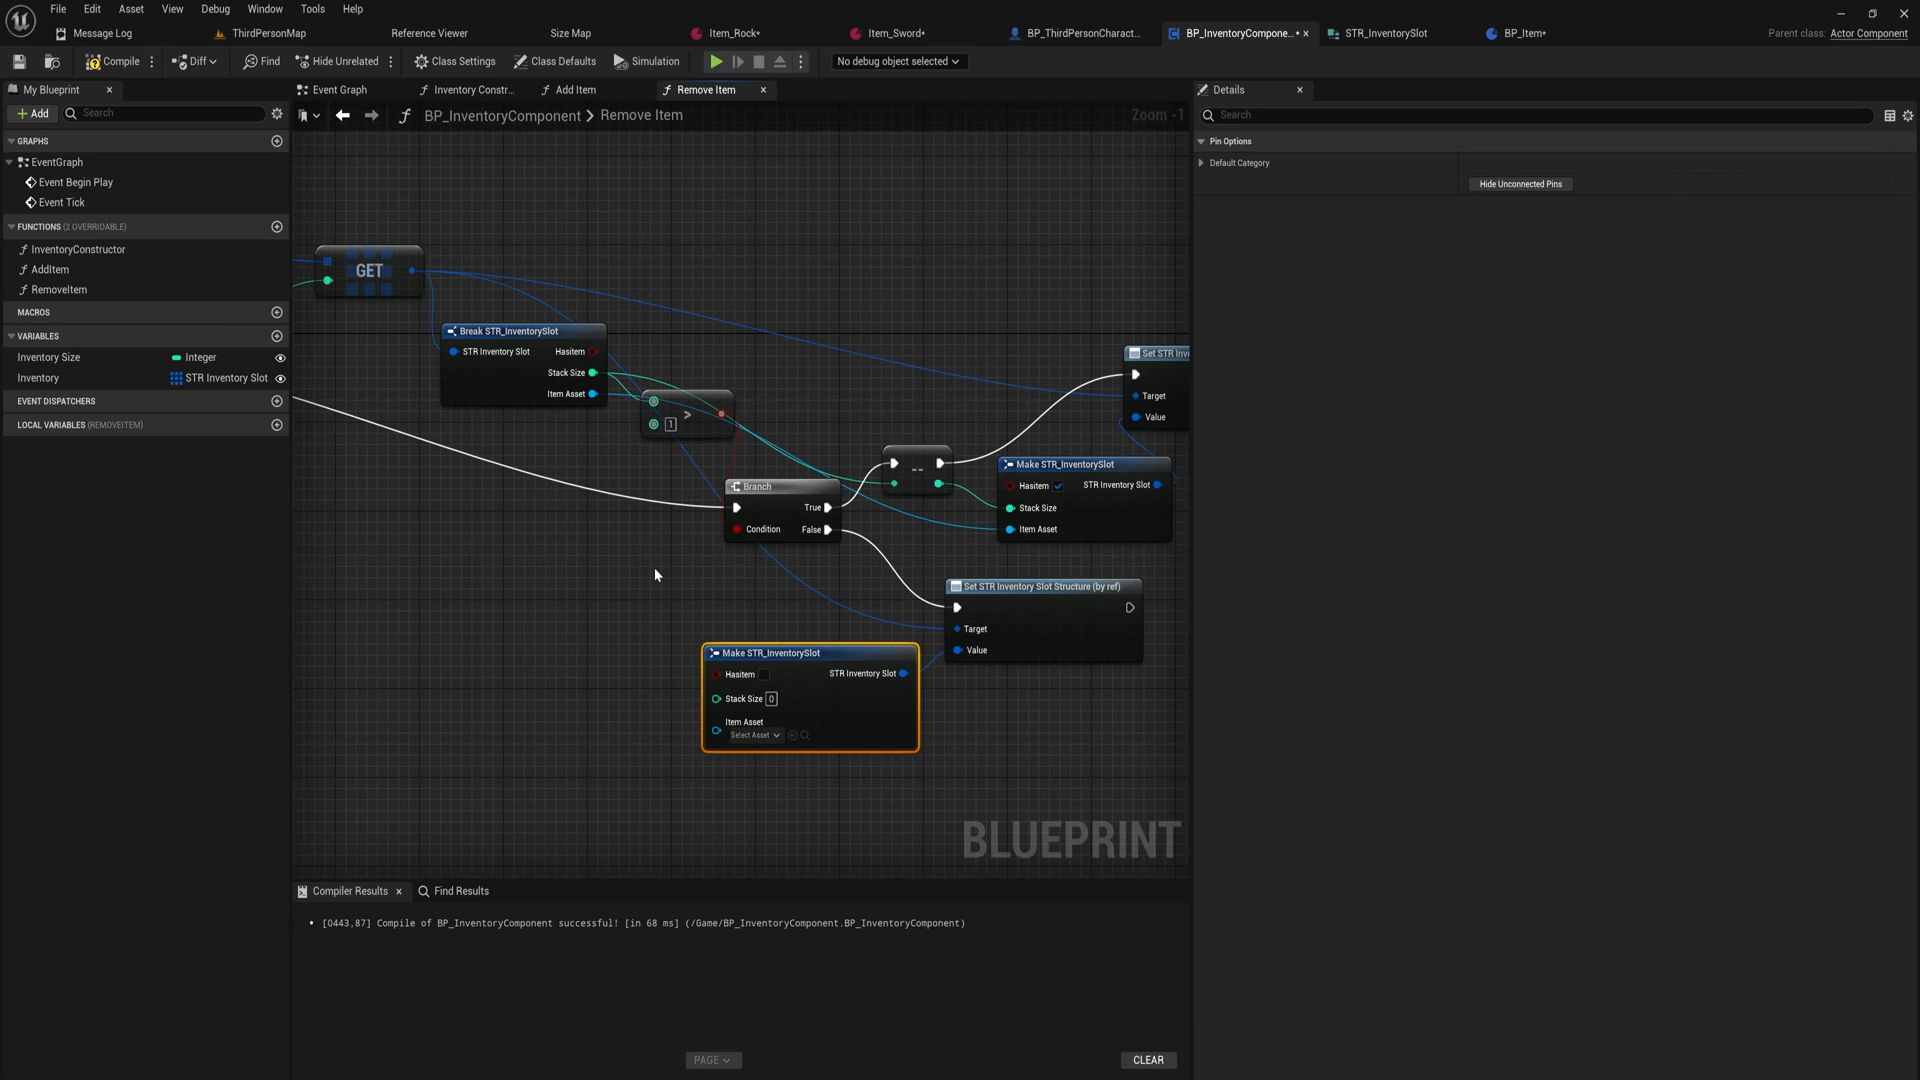 File Edit Asset View Debug Window Tools Help
Message Log ThirdPersonMap Reference Viewer Size Map Item_Rock* Item_Sword* BP_ThirdPersonCharact... BP_InventoryCompone...* × STR_InventorySlot BP_Item* Parent class: Actor Component
Compile Diff Find Hide Unrelated Class Settings Class Defaults Simulation No debug object selected
My Blueprint × Event Graph Inventory Constr... Add Item Remove Item × Details ×
+ Add Search BP_InventoryComponent > Remove Item Zoom -1 Search
GRAPHS
EventGraph
Event Begin Play
Event Tick
FUNCTIONS (2 OVERRIDABLE)
InventoryConstructor
AddItem
RemoveItem
MACROS
VARIABLES
Inventory Size Integer
Inventory STR Inventory Slot
EVENT DISPATCHERS
LOCAL VARIABLES (REMOVEITEM)
GET
Break STR_InventorySlot
STR Inventory Slot Hasitem
Stack Size
Item Asset
>
1
Branch
True
Condition False
--
Set STR Inve
Target
Value
Make STR_InventorySlot
Hasitem STR Inventory Slot
Stack Size
Item Asset
Set STR Inventory Slot Structure (by ref)
Target
Value
Make STR_InventorySlot
Hasitem STR Inventory Slot
Stack Size 0
Item Asset
Select Asset
BLUEPRINT
Pin Options
Default Category
Hide Unconnected Pins
Compiler Results × Find Results
• [0443,87] Compile of BP_InventoryComponent successful! [in 68 ms] (/Game/BP_InventoryComponent.BP_InventoryComponent)
PAGE CLEAR